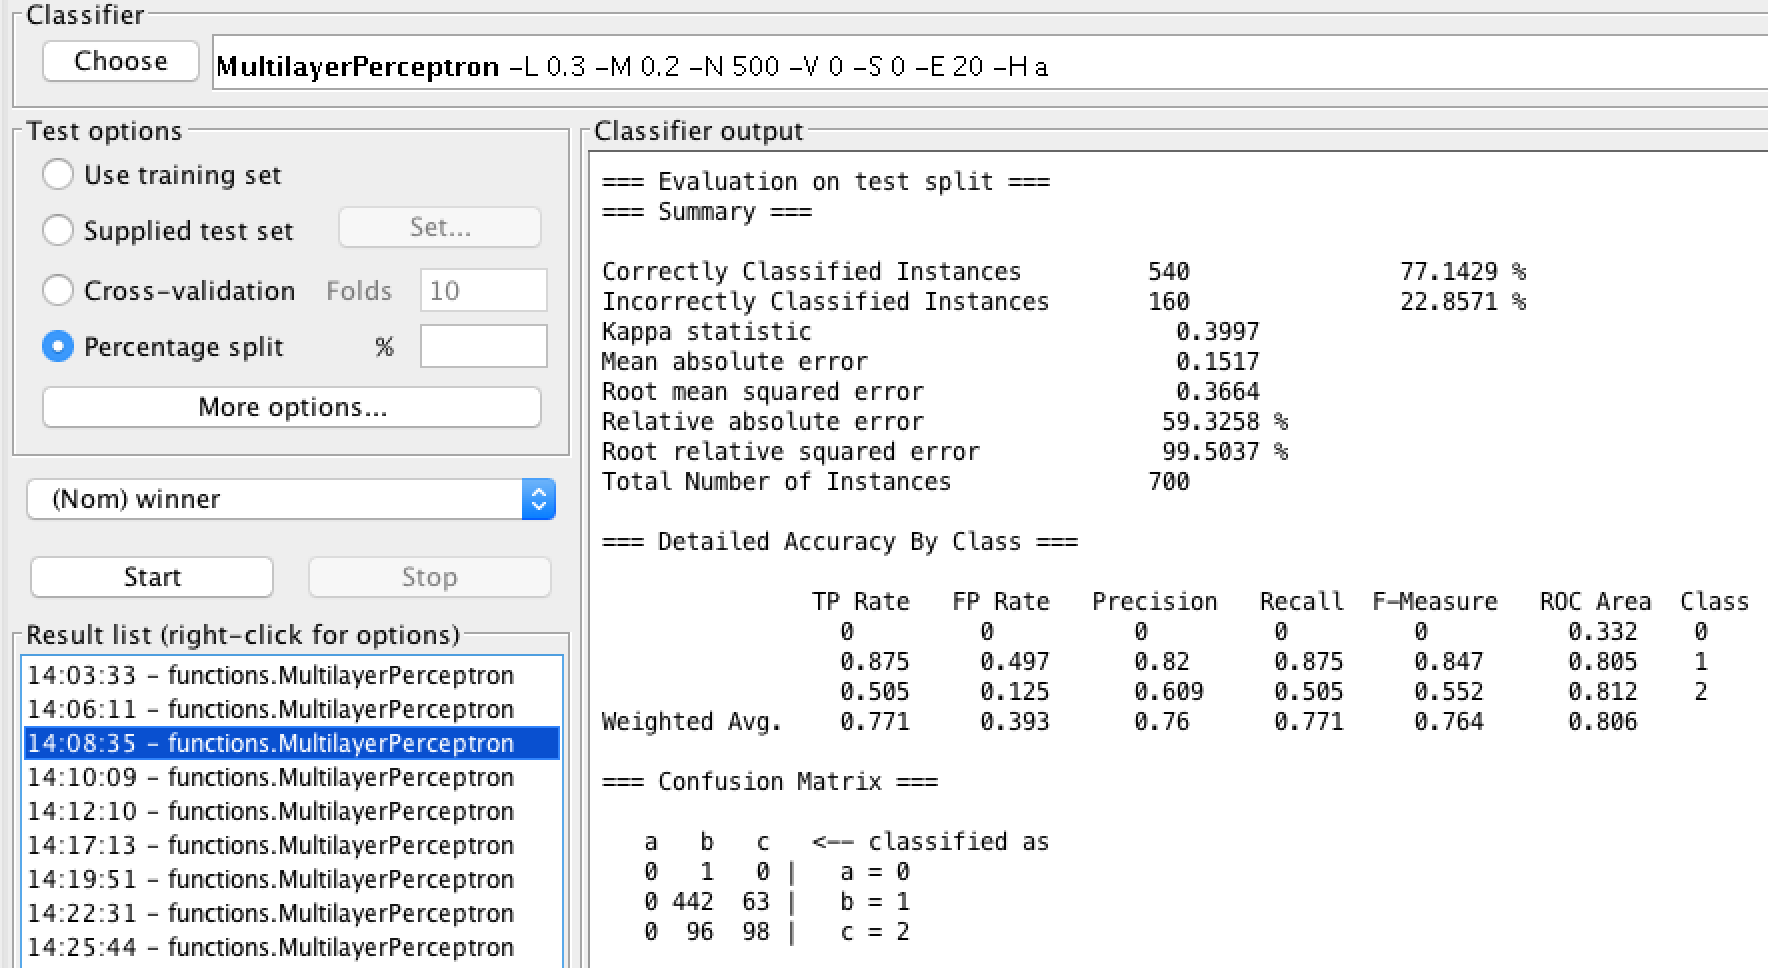 Classifier
Choose
MultilayerPerceptron –L 0.3 –M 0.2 –N 500 –V 0 –S 0 –E 20 –H a
Test options
Use training set
Supplied test set Set...
Cross-validation Folds 10
Percentage split %
More options...
(Nom) winner
Start Stop
Result list (right-click for options)
14:03:33 – functions.MultilayerPerceptron
14:06:11 – functions.MultilayerPerceptron
14:08:35 – functions.MultilayerPerceptron
14:10:09 – functions.MultilayerPerceptron
14:12:10 – functions.MultilayerPerceptron
14:17:13 – functions.MultilayerPerceptron
14:19:51 – functions.MultilayerPerceptron
14:22:31 – functions.MultilayerPerceptron
14:25:44 – functions.MultilayerPerceptron
Classifier output
=== Evaluation on test split ===
=== Summary ===
Correctly Classified Instances 540 77.1429 %
Incorrectly Classified Instances 160 22.8571 %
Kappa statistic 0.3997
Mean absolute error 0.1517
Root mean squared error 0.3664
Relative absolute error 59.3258 %
Root relative squared error 99.5037 %
Total Number of Instances 700
=== Detailed Accuracy By Class ===
TP Rate FP Rate Precision Recall F-Measure ROC Area Class
0 0 0 0 0 0.332 0
0.875 0.497 0.82 0.875 0.847 0.805 1
0.505 0.125 0.609 0.505 0.552 0.812 2
Weighted Avg. 0.771 0.393 0.76 0.771 0.764 0.806
=== Confusion Matrix ===
a b c <-- classified as
0 1 0 | a = 0
0 442 63 | b = 1
0 96 98 | c = 2